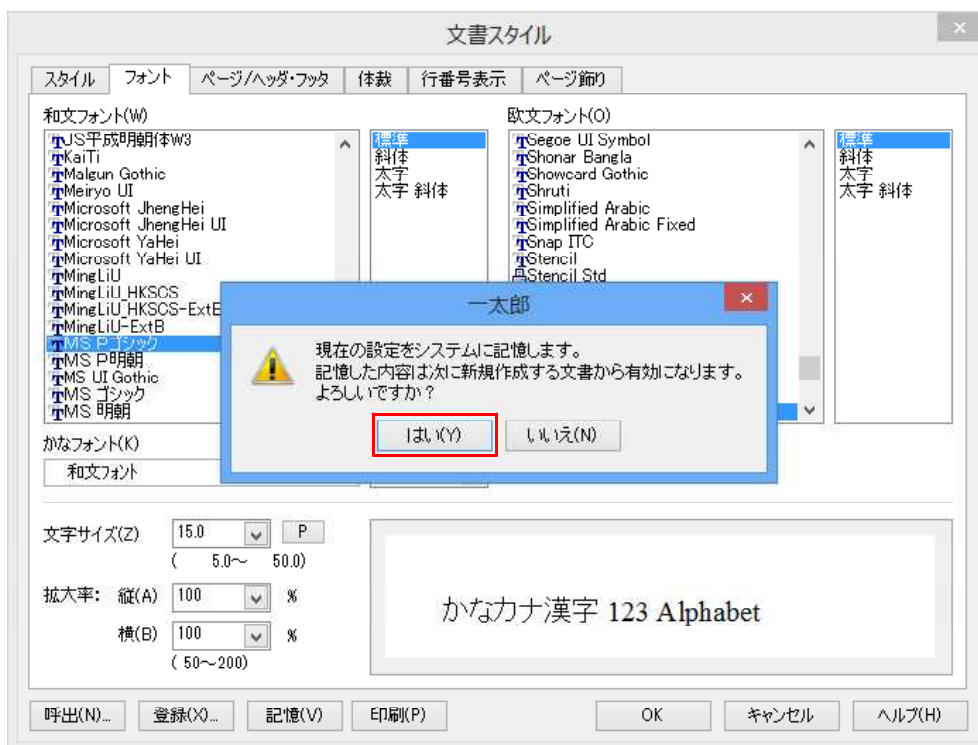 文書スタイル
スタイル フォント ページ/ヘッダ・フッタ 体裁 行番号表示 ページ飾り
和文フォント(W)
JS平成明朝体W3
KaiTi
Malgun Gothic
Meiryo UI
Microsoft JhengHei
Microsoft JhengHei UI
Microsoft YaHei
Microsoft YaHei UI
MingLiU
MingLiU_HKSCS
MingLiU_HKSCS-ExtB
MingLiU-ExtB
MS Pゴシック
MS P明朝
MS UI Gothic
MS ゴシック
MS 明朝
標準
斜体
太字
太字 斜体
欧文フォント(O)
Segoe UI Symbol
Shonar Bangla
Showcard Gothic
Shruti
Simplified Arabic
Simplified Arabic Fixed
Snap ITC
Stencil
Stencil Std
標準
斜体
太字
太字 斜体
一太郎
現在の設定をシステムに記憶します。
記憶した内容は次に新規作成する文書から有効になります。
よろしいですか?
はい(Y) いいえ(N)
かなフォント(K)
和文フォント
文字サイズ(Z) 15.0 P
( 5.0~ 50.0)
拡大率: 縦(A) 100 %
横(B) 100 %
( 50~200)
かなカナ漢字 123 Alphabet
呼出(N)... 登録(X)... 記憶(V) 印刷(P) OK キャンセル ヘルプ(H)